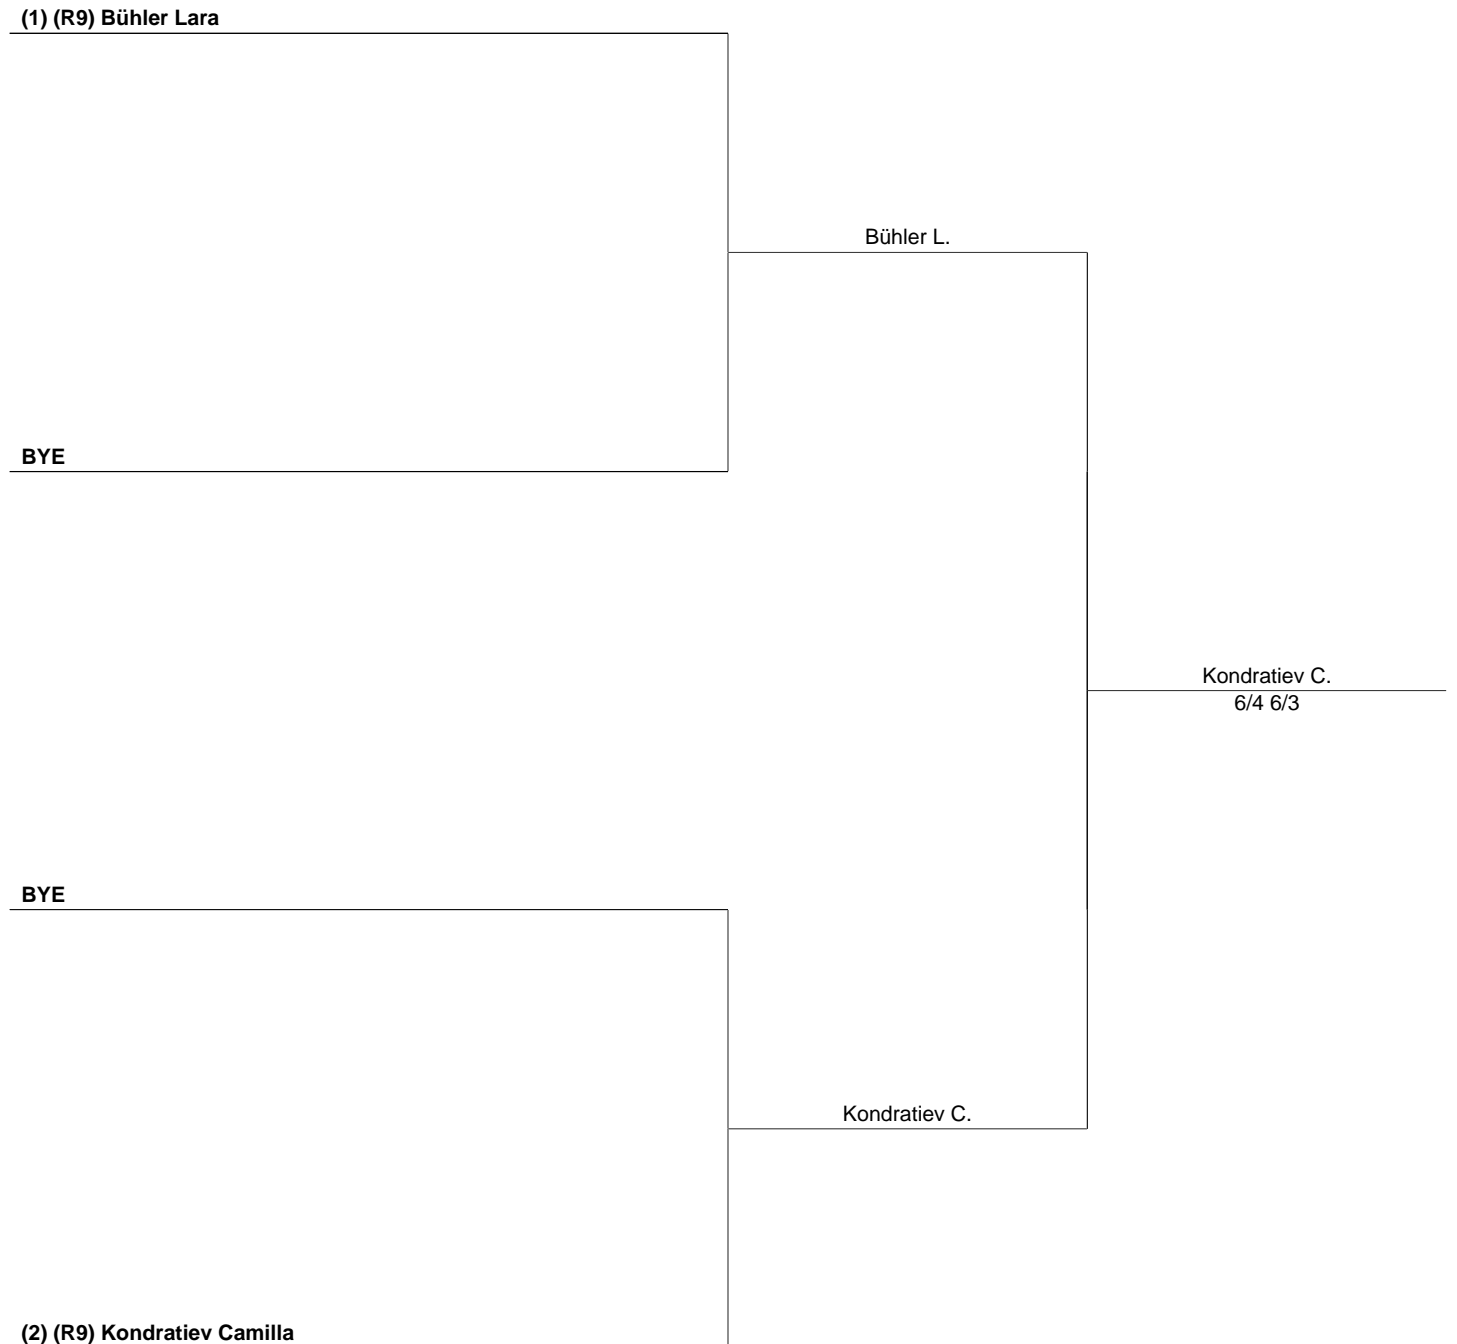 (1) (R9) Bühler Lara
Bühler L.
BYE
Kondratiev C.
6/4 6/3
BYE
Kondratiev C.
(2) (R9) Kondratiev Camilla